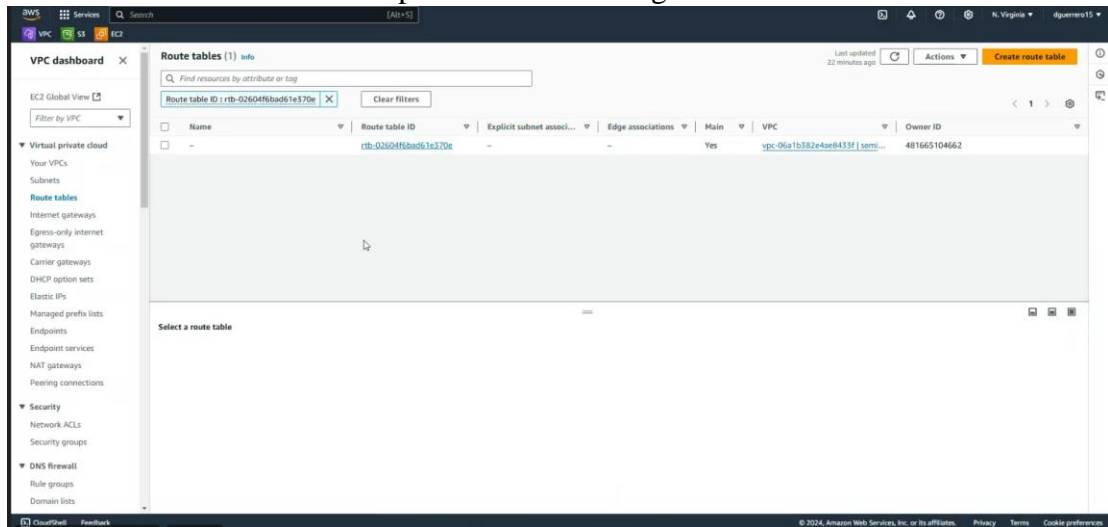 aws Services Search [Alt+S] N. Virginia dguerrero15
VPC S3 EC2
VPC dashboard
EC2 Global View
Filter by VPC
Virtual private cloud
Your VPCs
Subnets
Route tables
Internet gateways
Egress-only internet
gateways
Carrier gateways
DHCP option sets
Elastic IPs
Managed prefix lists
Endpoints
Endpoint services
NAT gateways
Peering connections
Security
Network ACLs
Security groups
DNS firewall
Rule groups
Domain lists
Route tables (1) Info
Last updated
22 minutes ago
Actions
Create route table
Find resources by attribute or tag
Route table ID : rtb-02604f6bad61e370e X Clear filters
< 1 >
Name Route table ID Explicit subnet associ... Edge associations Main VPC Owner ID
– rtb-02604f6bad61e370e – – Yes vpc-06a1b382e4ae8433f | semi... 481665104662
Select a route table
CloudShell Feedback © 2024, Amazon Web Services, Inc. or its affiliates. Privacy Terms Cookie preferences